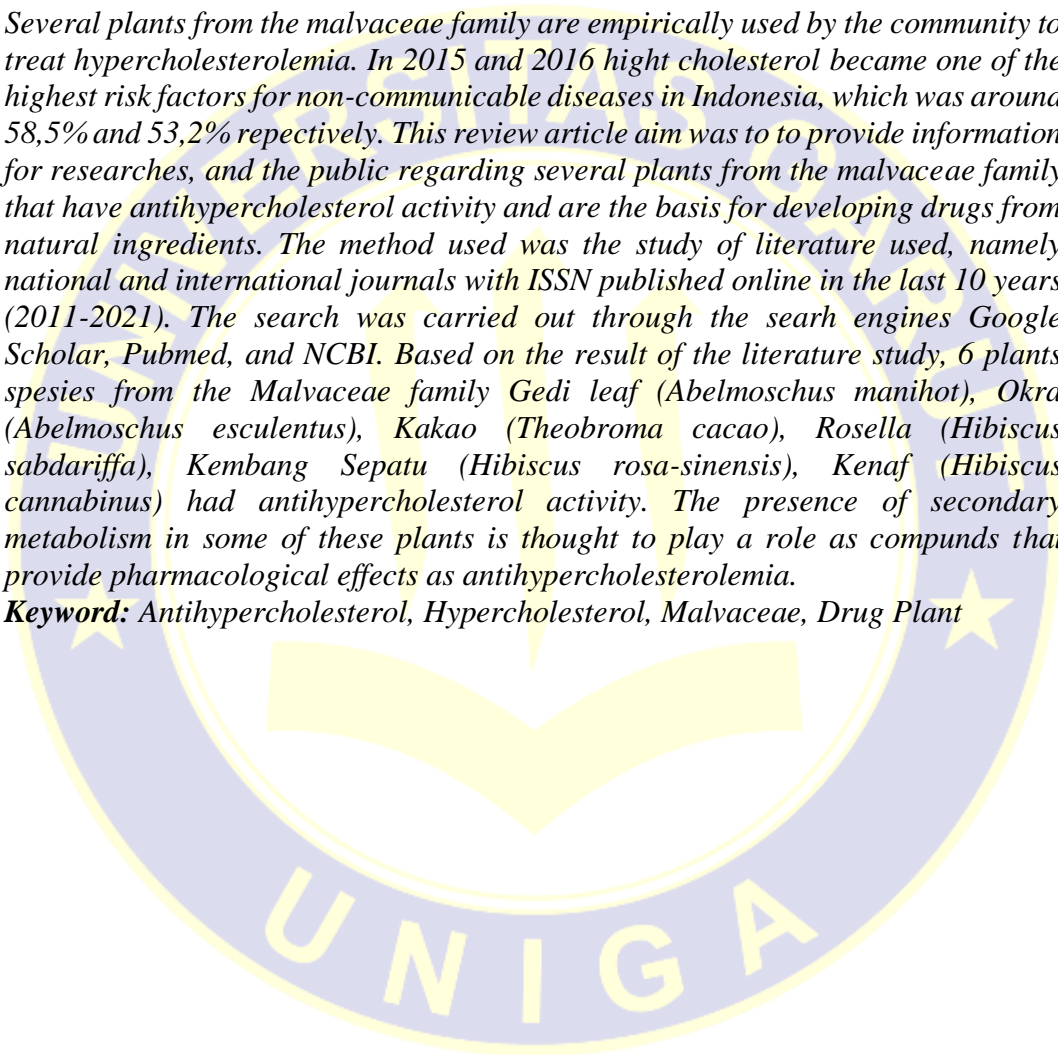 Several plants from the malvaceae family are empirically used by the community to
treat hypercholesterolemia. In 2015 and 2016 hight cholesterol became one of the
highest risk factors for non-communicable diseases in Indonesia, which was around
58,5% and 53,2% repectively. This review article aim was to to provide information
for researches, and the public regarding several plants from the malvaceae family
that have antihypercholesterol activity and are the basis for developing drugs from
natural ingredients. The method used was the study of literature used, namely
national and international journals with ISSN published online in the last 10 years
(2011-2021). The search was carried out through the searh engines Google
Scholar, Pubmed, and NCBI. Based on the result of the literature study, 6 plants
spesies from the Malvaceae family Gedi leaf (Abelmoschus manihot), Okra
(Abelmoschus esculentus), Kakao (Theobroma cacao), Rosella (Hibiscus
sabdariffa), Kembang Sepatu (Hibiscus rosa-sinensis), Kenaf (Hibiscus
cannabinus) had antihypercholesterol activity. The presence of secondary
metabolism in some of these plants is thought to play a role as compunds that
provide pharmacological effects as antihypercholesterolemia.
Keyword: Antihypercholesterol, Hypercholesterol, Malvaceae, Drug Plant
UNIVERSITAS GARUT
UNIGA